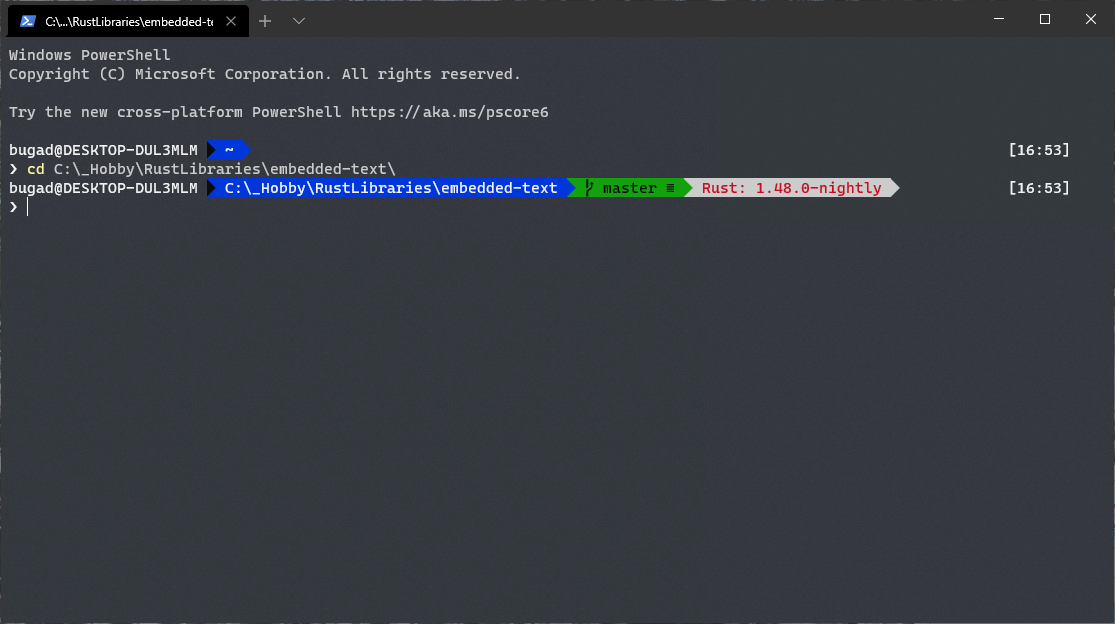 C:\...\RustLibraries\embedded-t
Windows PowerShell
Copyright (C) Microsoft Corporation. All rights reserved.
Try the new cross-platform PowerShell https://aka.ms/pscore6
bugad@DESKTOP-DUL3MLM ~ [16:53]
❯ cd C:\_Hobby\RustLibraries\embedded-text\
bugad@DESKTOP-DUL3MLM C:\_Hobby\RustLibraries\embedded-text master ≡ Rust: 1.48.0-nightly [16:53]
❯